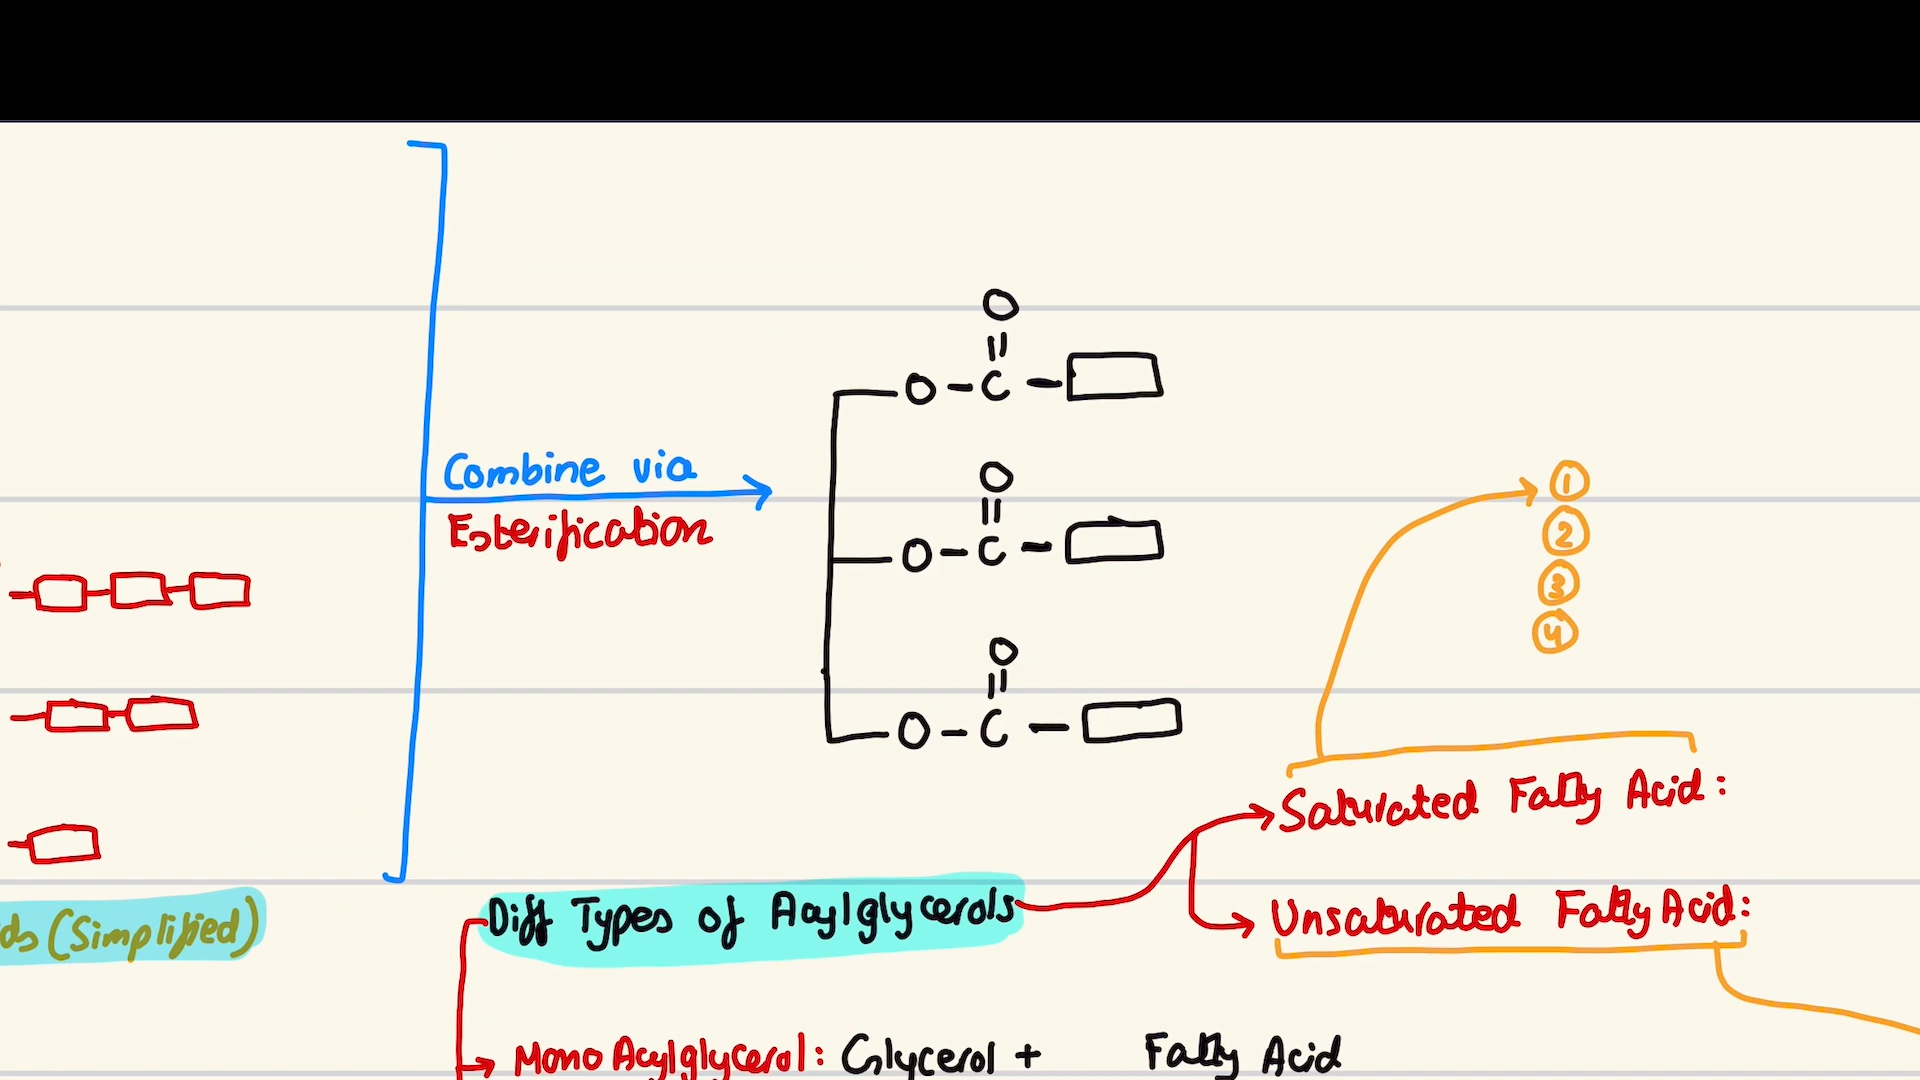 Combine via
Esterification
O
O - C -
O
O - C -
O
O - C -
1
2
3
4
Saturated Fatty Acid:
Unsaturated Fatty Acid:
ds (Simplified)
Diff Types of Acylglycerols
Mono Acylglycerol: Glycerol + Fatty Acid